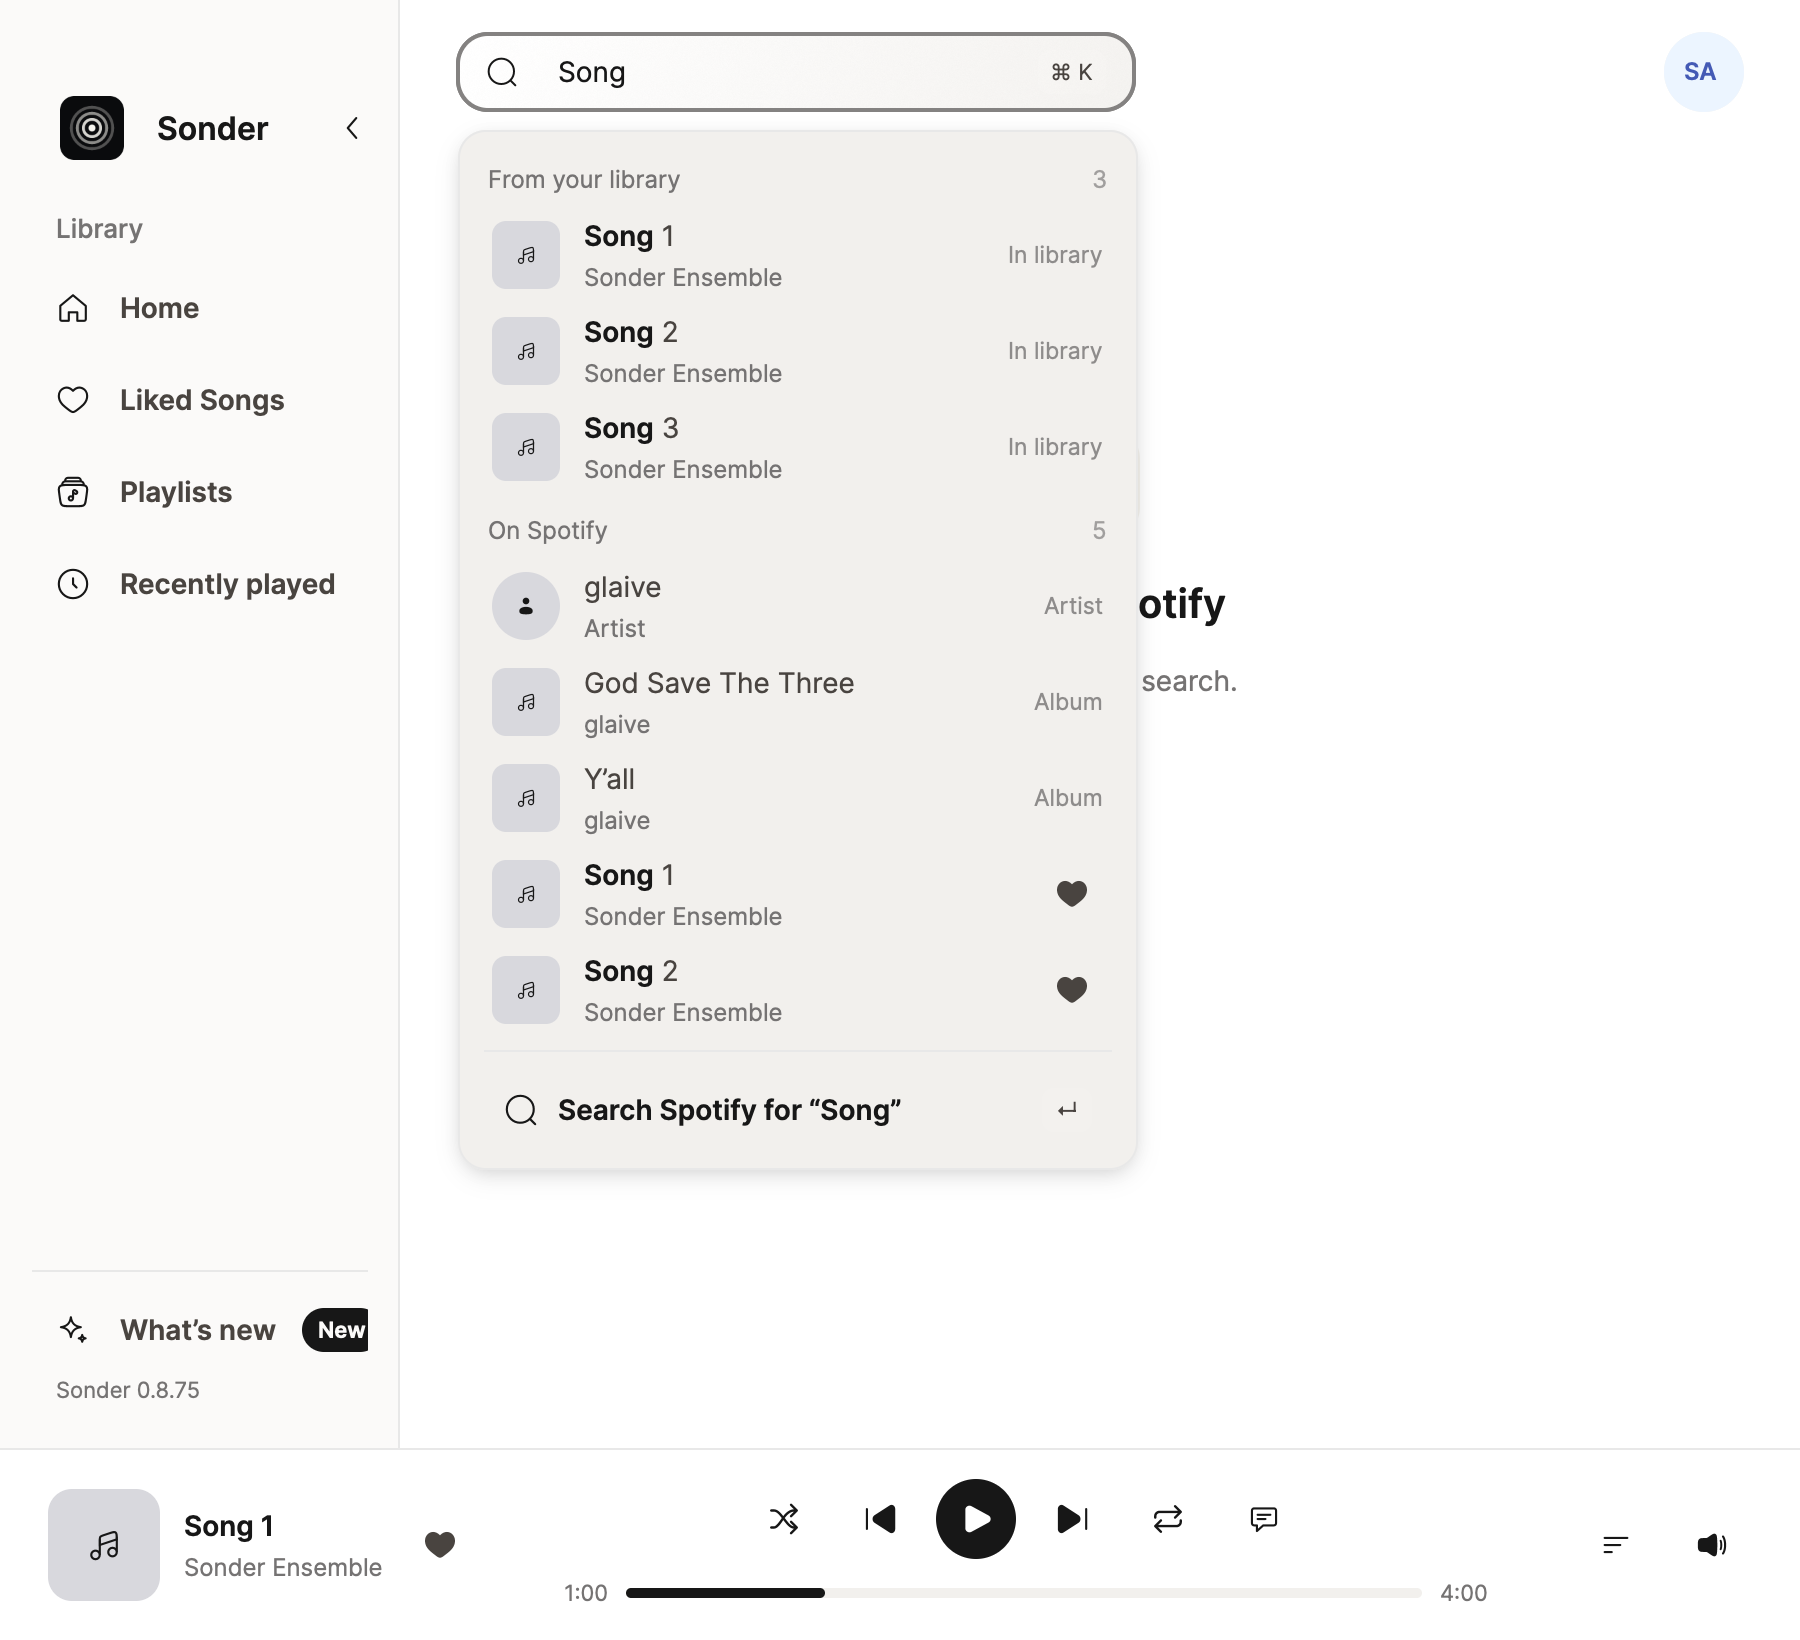 Song
⌘ K
SA
Sonder
Library
Home
Liked Songs
Playlists
Recently played
From your library
3
Song 1
Sonder Ensemble
In library
Song 2
Sonder Ensemble
In library
Song 3
Sonder Ensemble
In library
On Spotify
5
glaive
Artist
Artist
God Save The Three
glaive
Album
Y’all
glaive
Album
Song 1
Sonder Ensemble
Song 2
Sonder Ensemble
Search Spotify for “Song”
otify
search.
What’s new
New
Sonder 0.8.75
Song 1
Sonder Ensemble
1:00
4:00